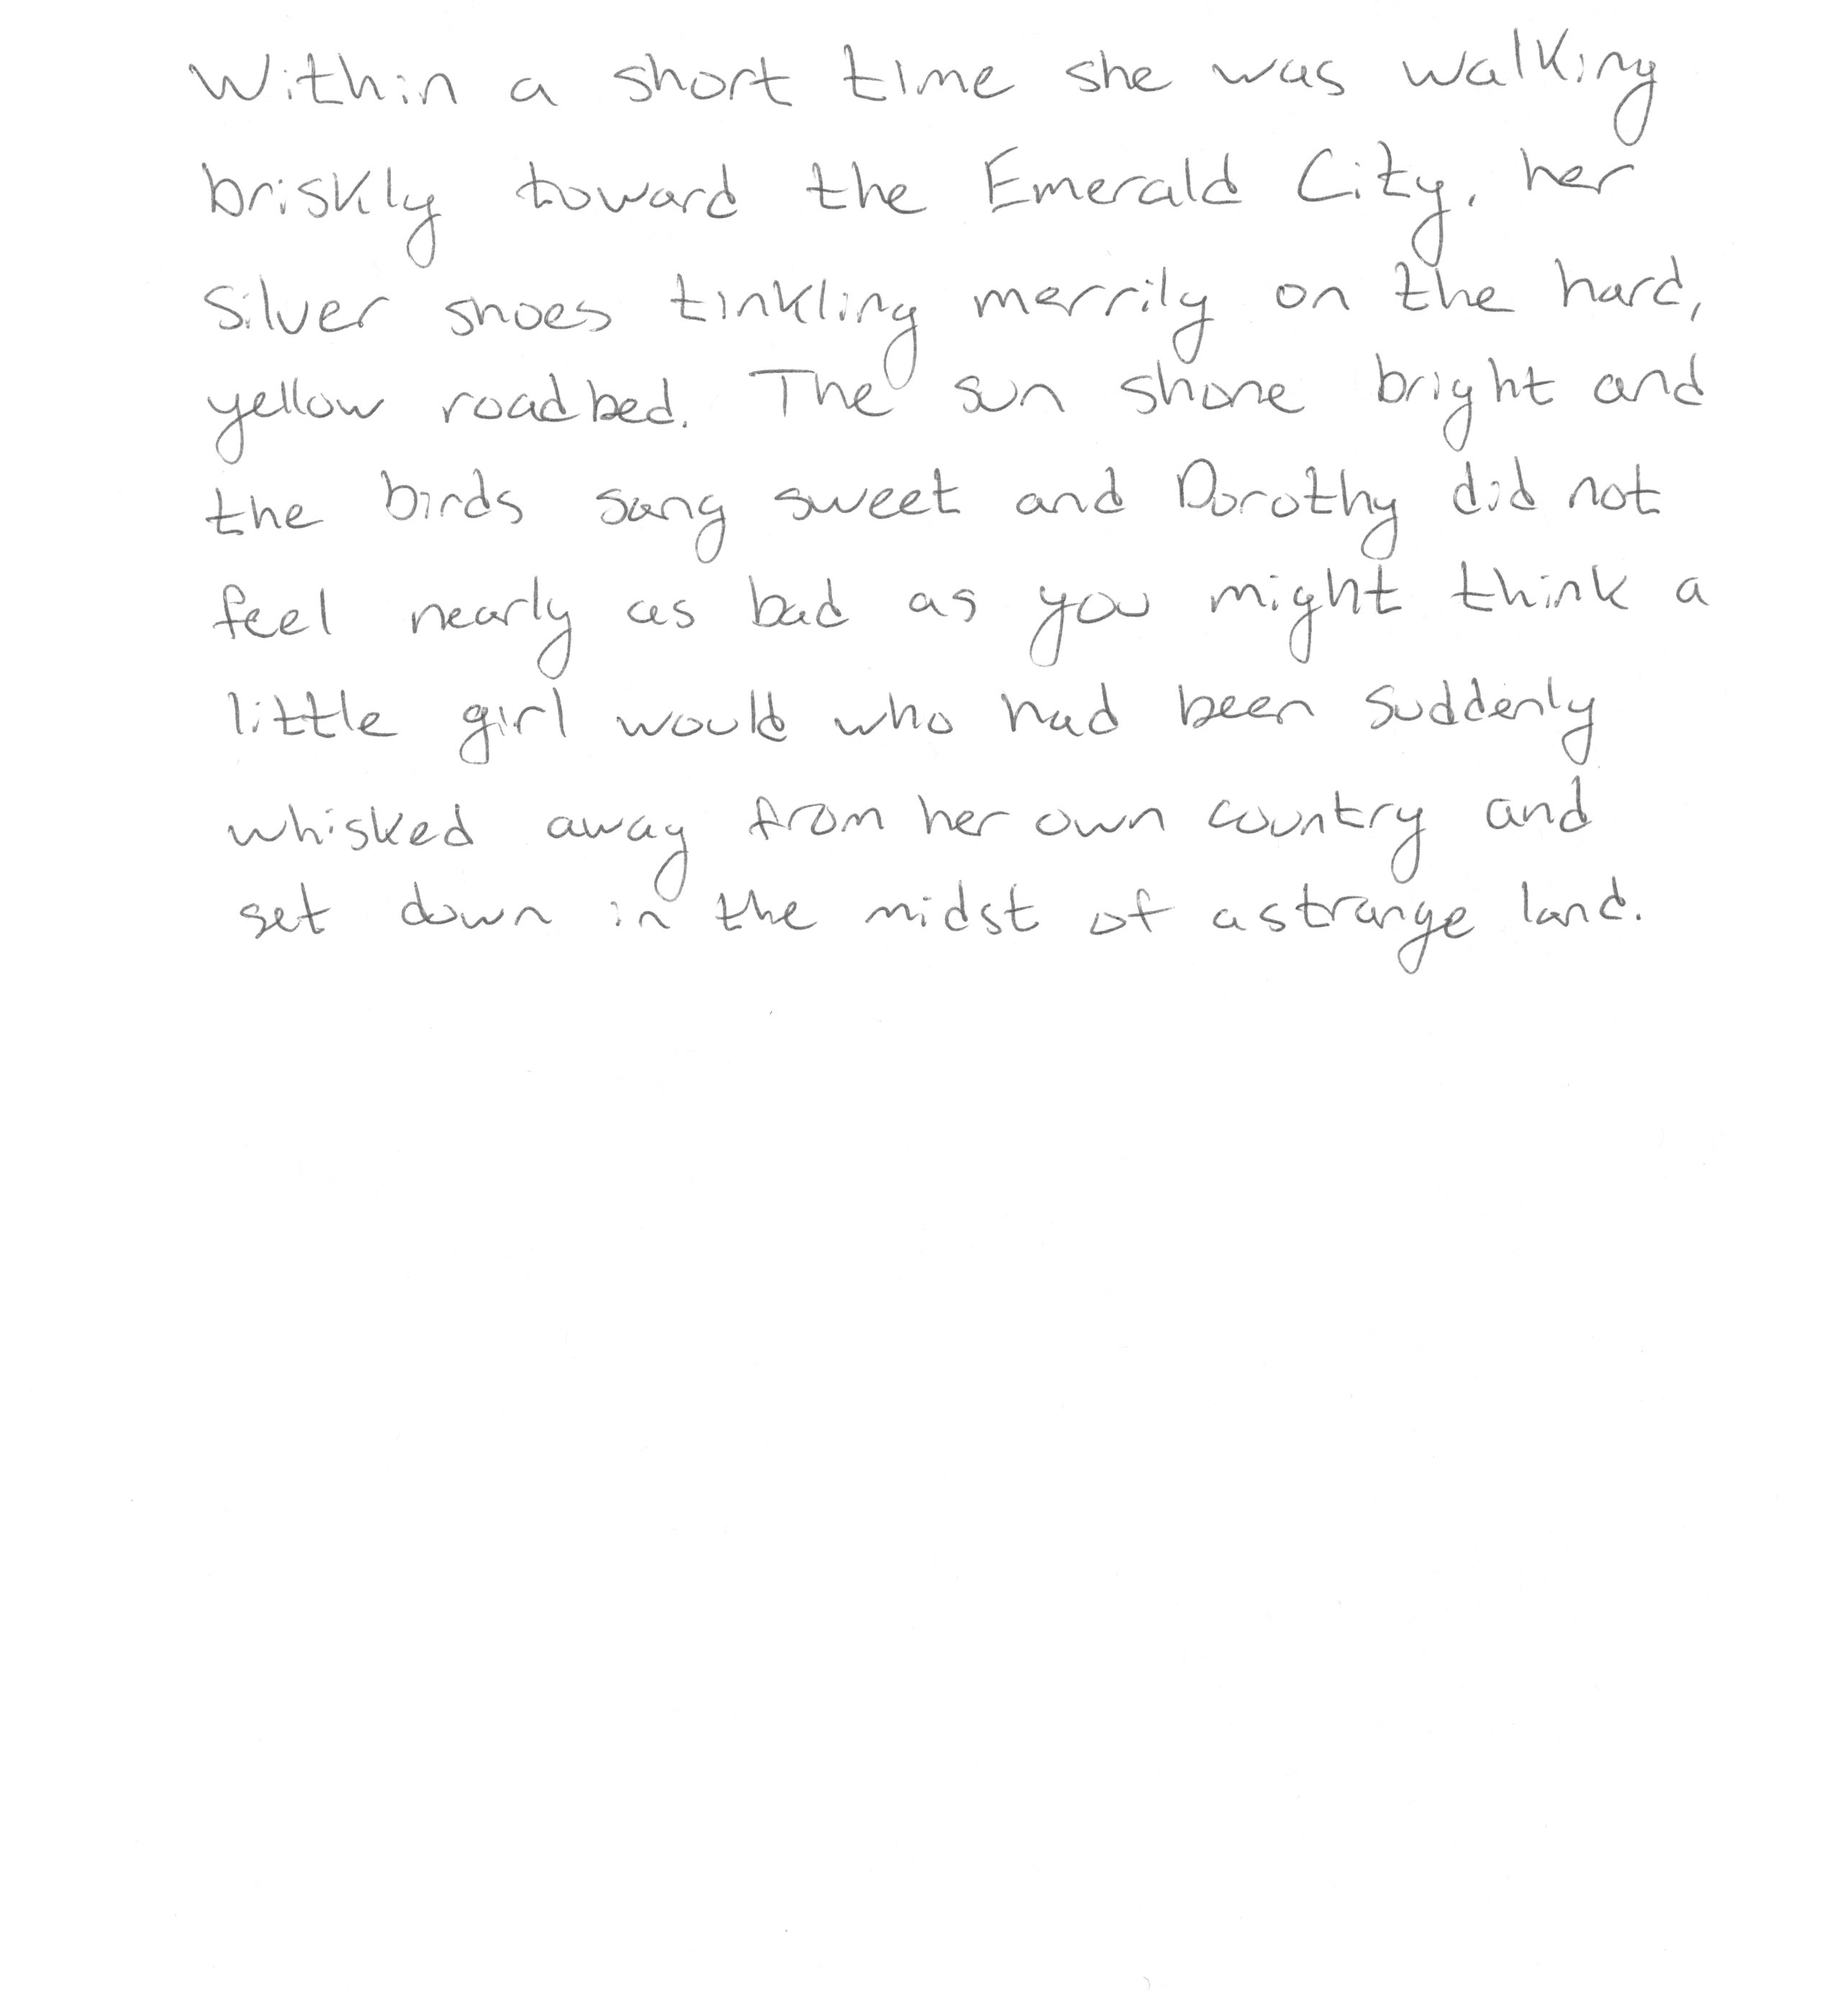 Within a short time she was walking
briskly toward the Emerald City, her
Silver shoes tinkling merrily on the hard,
yellow roadbed. The sun shone bright and
the birds sang sweet and Dorothy did not
feel nearly as bad as you might think a
little girl would who had been suddenly
whisked away from her own country and
set down in the midst of a strange land.